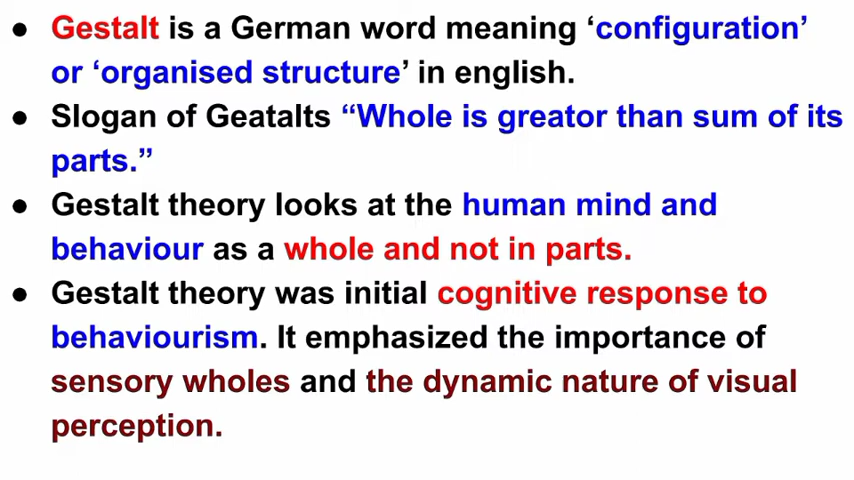 ● Gestalt is a German word meaning ‘configuration’
or ‘organised structure’ in english.
● Slogan of Geatalts “Whole is greator than sum of its
parts.”
● Gestalt theory looks at the human mind and
behaviour as a whole and not in parts.
● Gestalt theory was initial cognitive response to
behaviourism. It emphasized the importance of
sensory wholes and the dynamic nature of visual
perception.